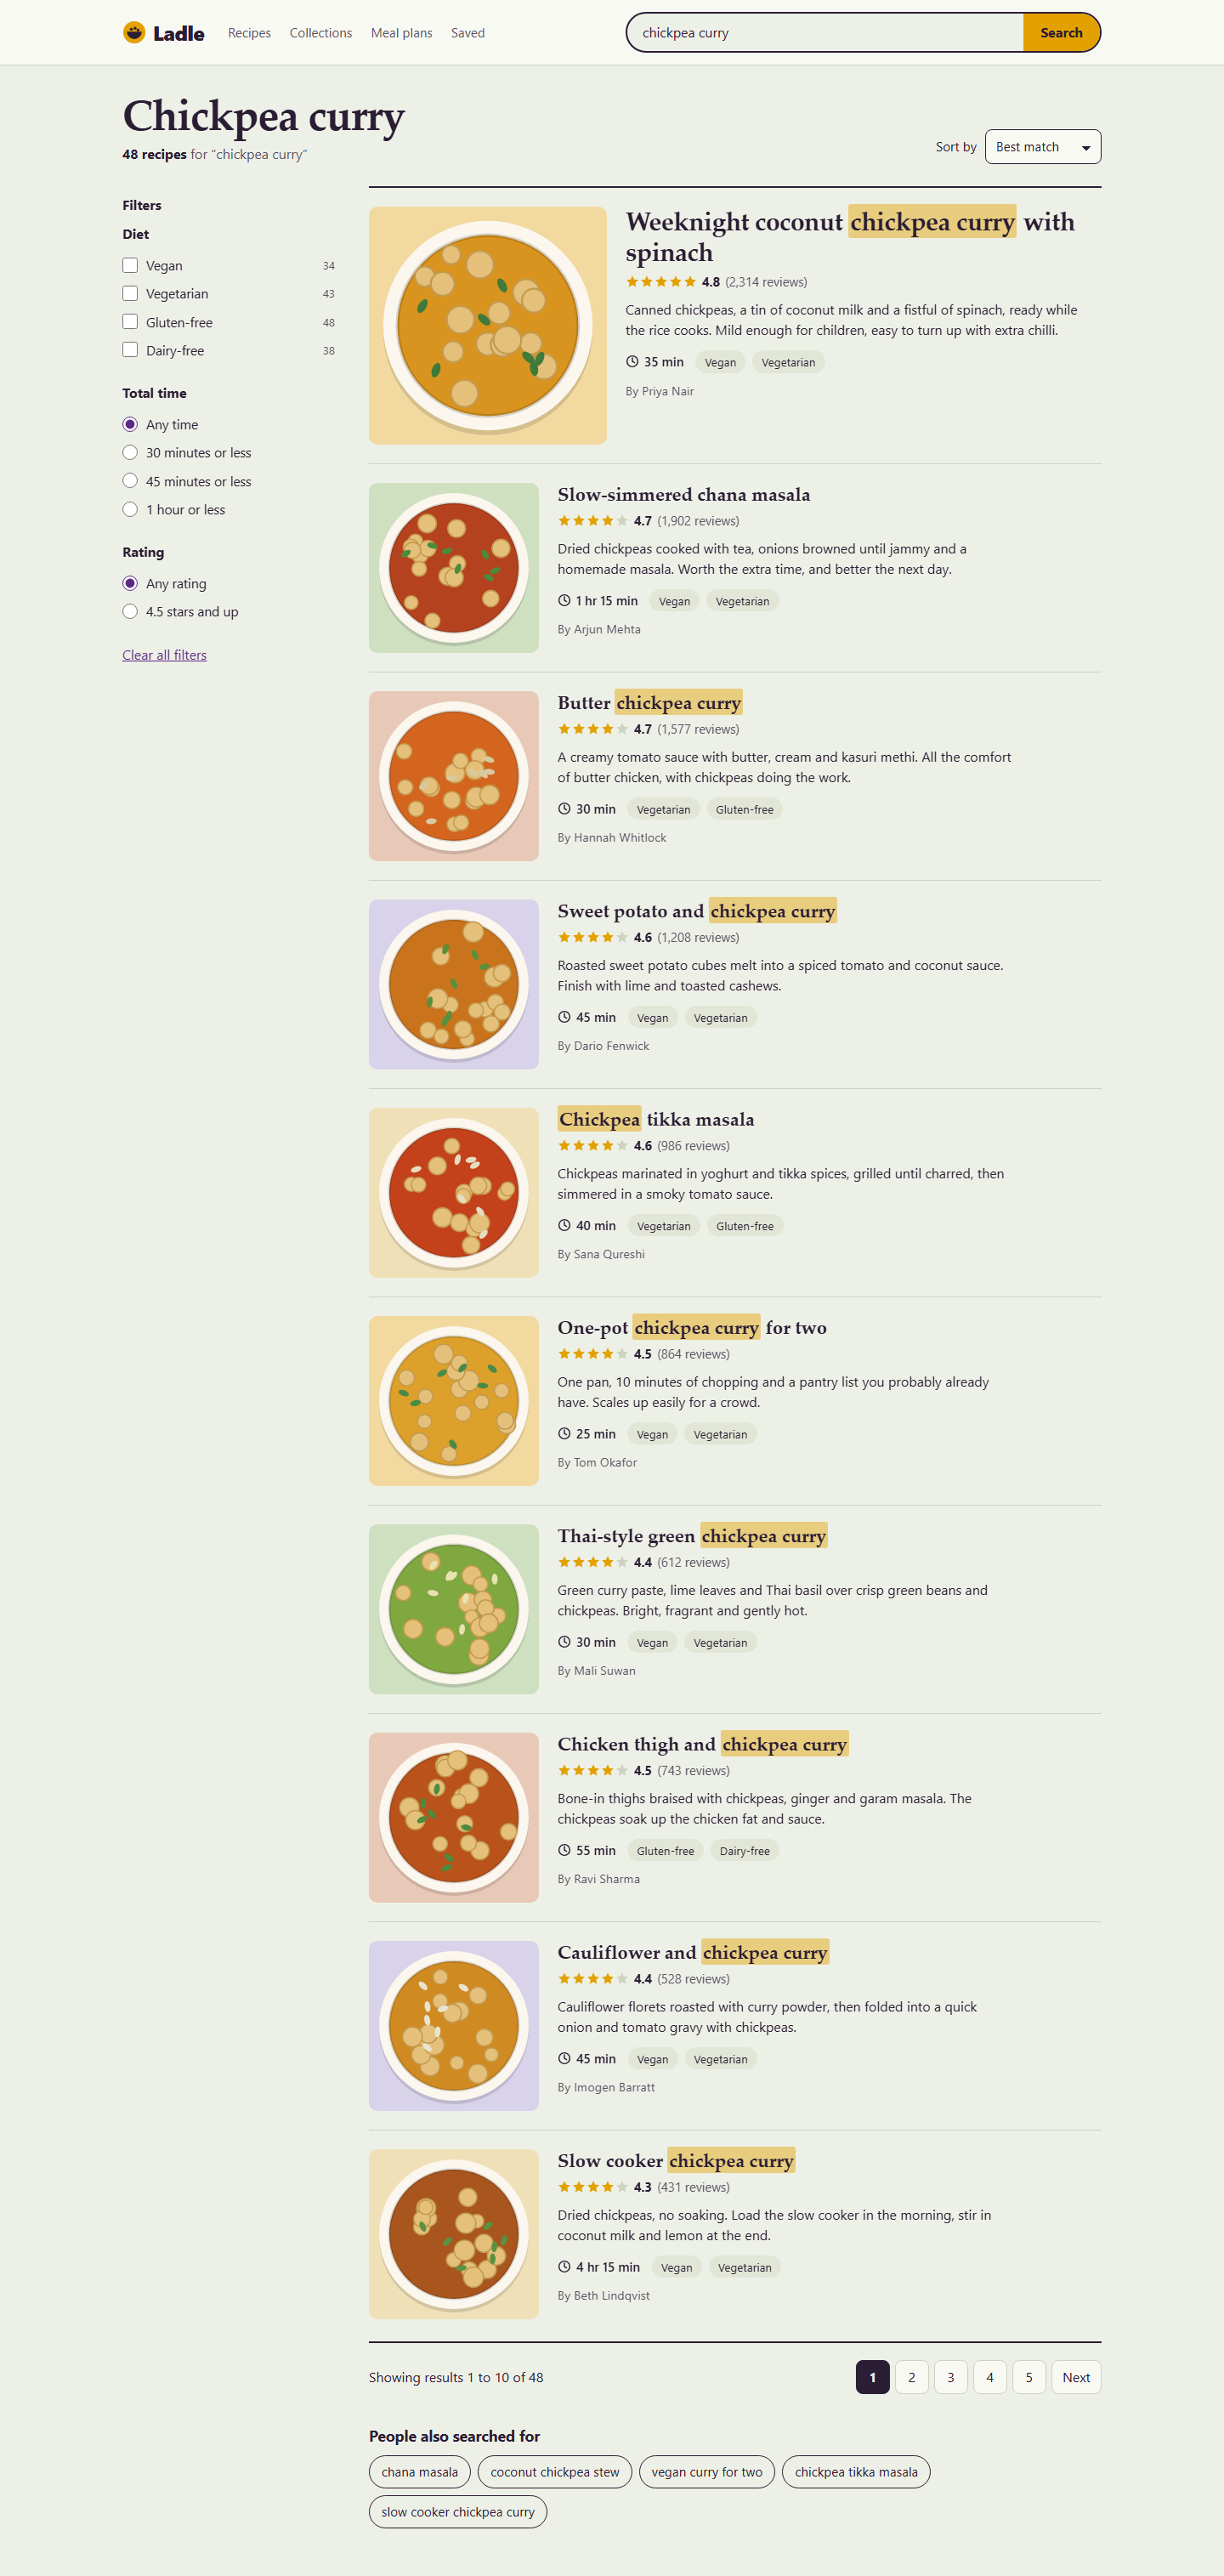 Ladle
Recipes
Collections
Meal plans
Saved
chickpea curry
Search
Chickpea curry
48 recipes for “chickpea curry”
Sort by
Best match
Filters
Diet
Vegan 34
Vegetarian 43
Gluten-free 48
Dairy-free 38
Total time
Any time
30 minutes or less
45 minutes or less
1 hour or less
Rating
Any rating
4.5 stars and up
Clear all filters
Weeknight coconut chickpea curry with
spinach
4.8 (2,314 reviews)
Canned chickpeas, a tin of coconut milk and a fistful of spinach, ready while
the rice cooks. Mild enough for children, easy to turn up with extra chilli.
35 min Vegan Vegetarian
By Priya Nair
Slow-simmered chana masala
4.7 (1,902 reviews)
Dried chickpeas cooked with tea, onions browned until jammy and a
homemade masala. Worth the extra time, and better the next day.
1 hr 15 min Vegan Vegetarian
By Arjun Mehta
Butter chickpea curry
4.7 (1,577 reviews)
A creamy tomato sauce with butter, cream and kasuri methi. All the comfort
of butter chicken, with chickpeas doing the work.
30 min Vegetarian Gluten-free
By Hannah Whitlock
Sweet potato and chickpea curry
4.6 (1,208 reviews)
Roasted sweet potato cubes melt into a spiced tomato and coconut sauce.
Finish with lime and toasted cashews.
45 min Vegan Vegetarian
By Dario Fenwick
Chickpea tikka masala
4.6 (986 reviews)
Chickpeas marinated in yoghurt and tikka spices, grilled until charred, then
simmered in a smoky tomato sauce.
40 min Vegetarian Gluten-free
By Sana Qureshi
One-pot chickpea curry for two
4.5 (864 reviews)
One pan, 10 minutes of chopping and a pantry list you probably already
have. Scales up easily for a crowd.
25 min Vegan Vegetarian
By Tom Okafor
Thai-style green chickpea curry
4.4 (612 reviews)
Green curry paste, lime leaves and Thai basil over crisp green beans and
chickpeas. Bright, fragrant and gently hot.
30 min Vegan Vegetarian
By Mali Suwan
Chicken thigh and chickpea curry
4.5 (743 reviews)
Bone-in thighs braised with chickpeas, ginger and garam masala. The
chickpeas soak up the chicken fat and sauce.
55 min Gluten-free Dairy-free
By Ravi Sharma
Cauliflower and chickpea curry
4.4 (528 reviews)
Cauliflower florets roasted with curry powder, then folded into a quick
onion and tomato gravy with chickpeas.
45 min Vegan Vegetarian
By Imogen Barratt
Slow cooker chickpea curry
4.3 (431 reviews)
Dried chickpeas, no soaking. Load the slow cooker in the morning, stir in
coconut milk and lemon at the end.
4 hr 15 min Vegan Vegetarian
By Beth Lindqvist
Showing results 1 to 10 of 48
1 2 3 4 5 Next
People also searched for
chana masala
coconut chickpea stew
vegan curry for two
chickpea tikka masala
slow cooker chickpea curry